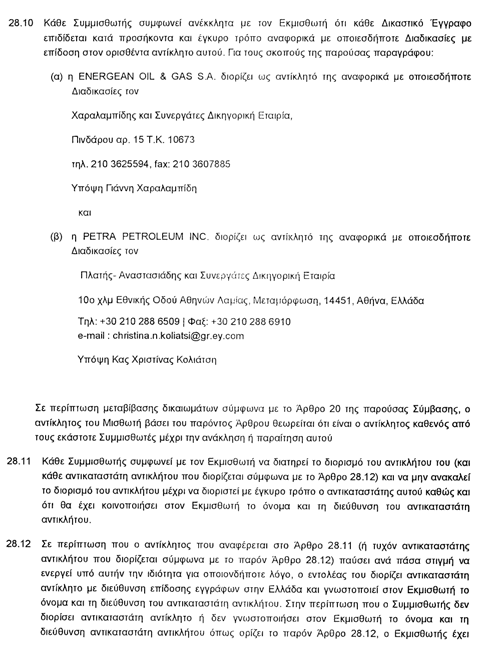 28.10 Κάθε Συμμισθωτής συμφωνεί ανέκκλητα με τον Εκμισθωτή ότι κάθε Δικαστικό Έγγραφο
επιδίδεται κατά προσήκοντα και έγκυρο τρόπο αναφορικά με οποιεσδήποτε Διαδικασίες με
επίδοση στον ορισθέντα αντίκλητο αυτού. Για τους σκοπούς της παρούσας παραγράφου:
(α) η ENERGEAN OIL & GAS S.A. διορίζει ως αντίκλητό της αναφορικά με οποιεσδήποτε
Διαδικασίες τον
Χαραλαμπίδης και Συνεργάτες Δικηγορική Εταιρία,
Πινδάρου αρ. 15 Τ.Κ. 10673
τηλ. 210 3625594, fax: 210 3607885
Υπόψη Γιάννη Χαραλαμπίδη
και
(β) η PETRA PETROLEUM INC. διορίζει ως αντίκλητό της αναφορικά με οποιεσδήποτε
Διαδικασίες τον
Πλατής- Αναστασιάδης και Συνεργάτες Δικηγορική Εταιρία
10ο χλμ Εθνικής Οδού Αθηνών Λαμίας, Μεταμόρφωση, 14451, Αθήνα, Ελλάδα
Τηλ: +30 210 288 6509 | Φαξ: +30 210 288 6910
e-mail : christina.n.koliatsi@gr.ey.com
Υπόψη Κας Χριστίνας Κολιάτση
Σε περίπτωση μεταβίβασης δικαιωμάτων σύμφωνα με το Άρθρο 20 της παρούσας Σύμβασης, ο
αντίκλητος του Μισθωτή βάσει του παρόντος Άρθρου θεωρείται ότι είναι ο αντίκλητος καθενός από
τους εκάστοτε Συμμισθωτές μέχρι την ανάκληση ή παραίτηση αυτού
28.11 Κάθε Συμμισθωτής συμφωνεί με τον Εκμισθωτή να διατηρεί το διορισμό του αντικλήτου του (και
κάθε αντικαταστάτη αντικλήτου που διορίζεται σύμφωνα με το Άρθρο 28.12) και να μην ανακαλεί
το διορισμό του αντικλήτου μέχρι να διοριστεί με έγκυρο τρόπο ο αντικαταστάτης αυτού καθώς και
ότι θα έχει κοινοποιήσει στον Εκμισθωτή το όνομα και τη διεύθυνση του αντικαταστάτη
αντικλήτου.
28.12 Σε περίπτωση που ο αντίκλητος που αναφέρεται στο Άρθρο 28.11 (ή τυχόν αντικαταστάτης
αντικλήτου που διορίζεται σύμφωνα με το παρόν Άρθρο 28.12) παύσει ανά πάσα στιγμή να
ενεργεί υπό αυτήν την ιδιότητα για οποιονδήποτε λόγο, ο εντολέας του διορίζει αντικαταστάτη
αντίκλητο με διεύθυνση επίδοσης εγγράφων στην Ελλάδα και γνωστοποιεί στον Εκμισθωτή το
όνομα και τη διεύθυνση του αντικαταστάτη αντικλήτου. Στην περίπτωση που ο Συμμισθωτής δεν
διορίσει αντικαταστάτη αντίκλητο ή δεν γνωστοποιήσει στον Εκμισθωτή το όνομα και τη
διεύθυνση αντικαταστάτη αντικλήτου όπως ορίζει το παρόν Άρθρο 28.12, ο Εκμισθωτής έχει